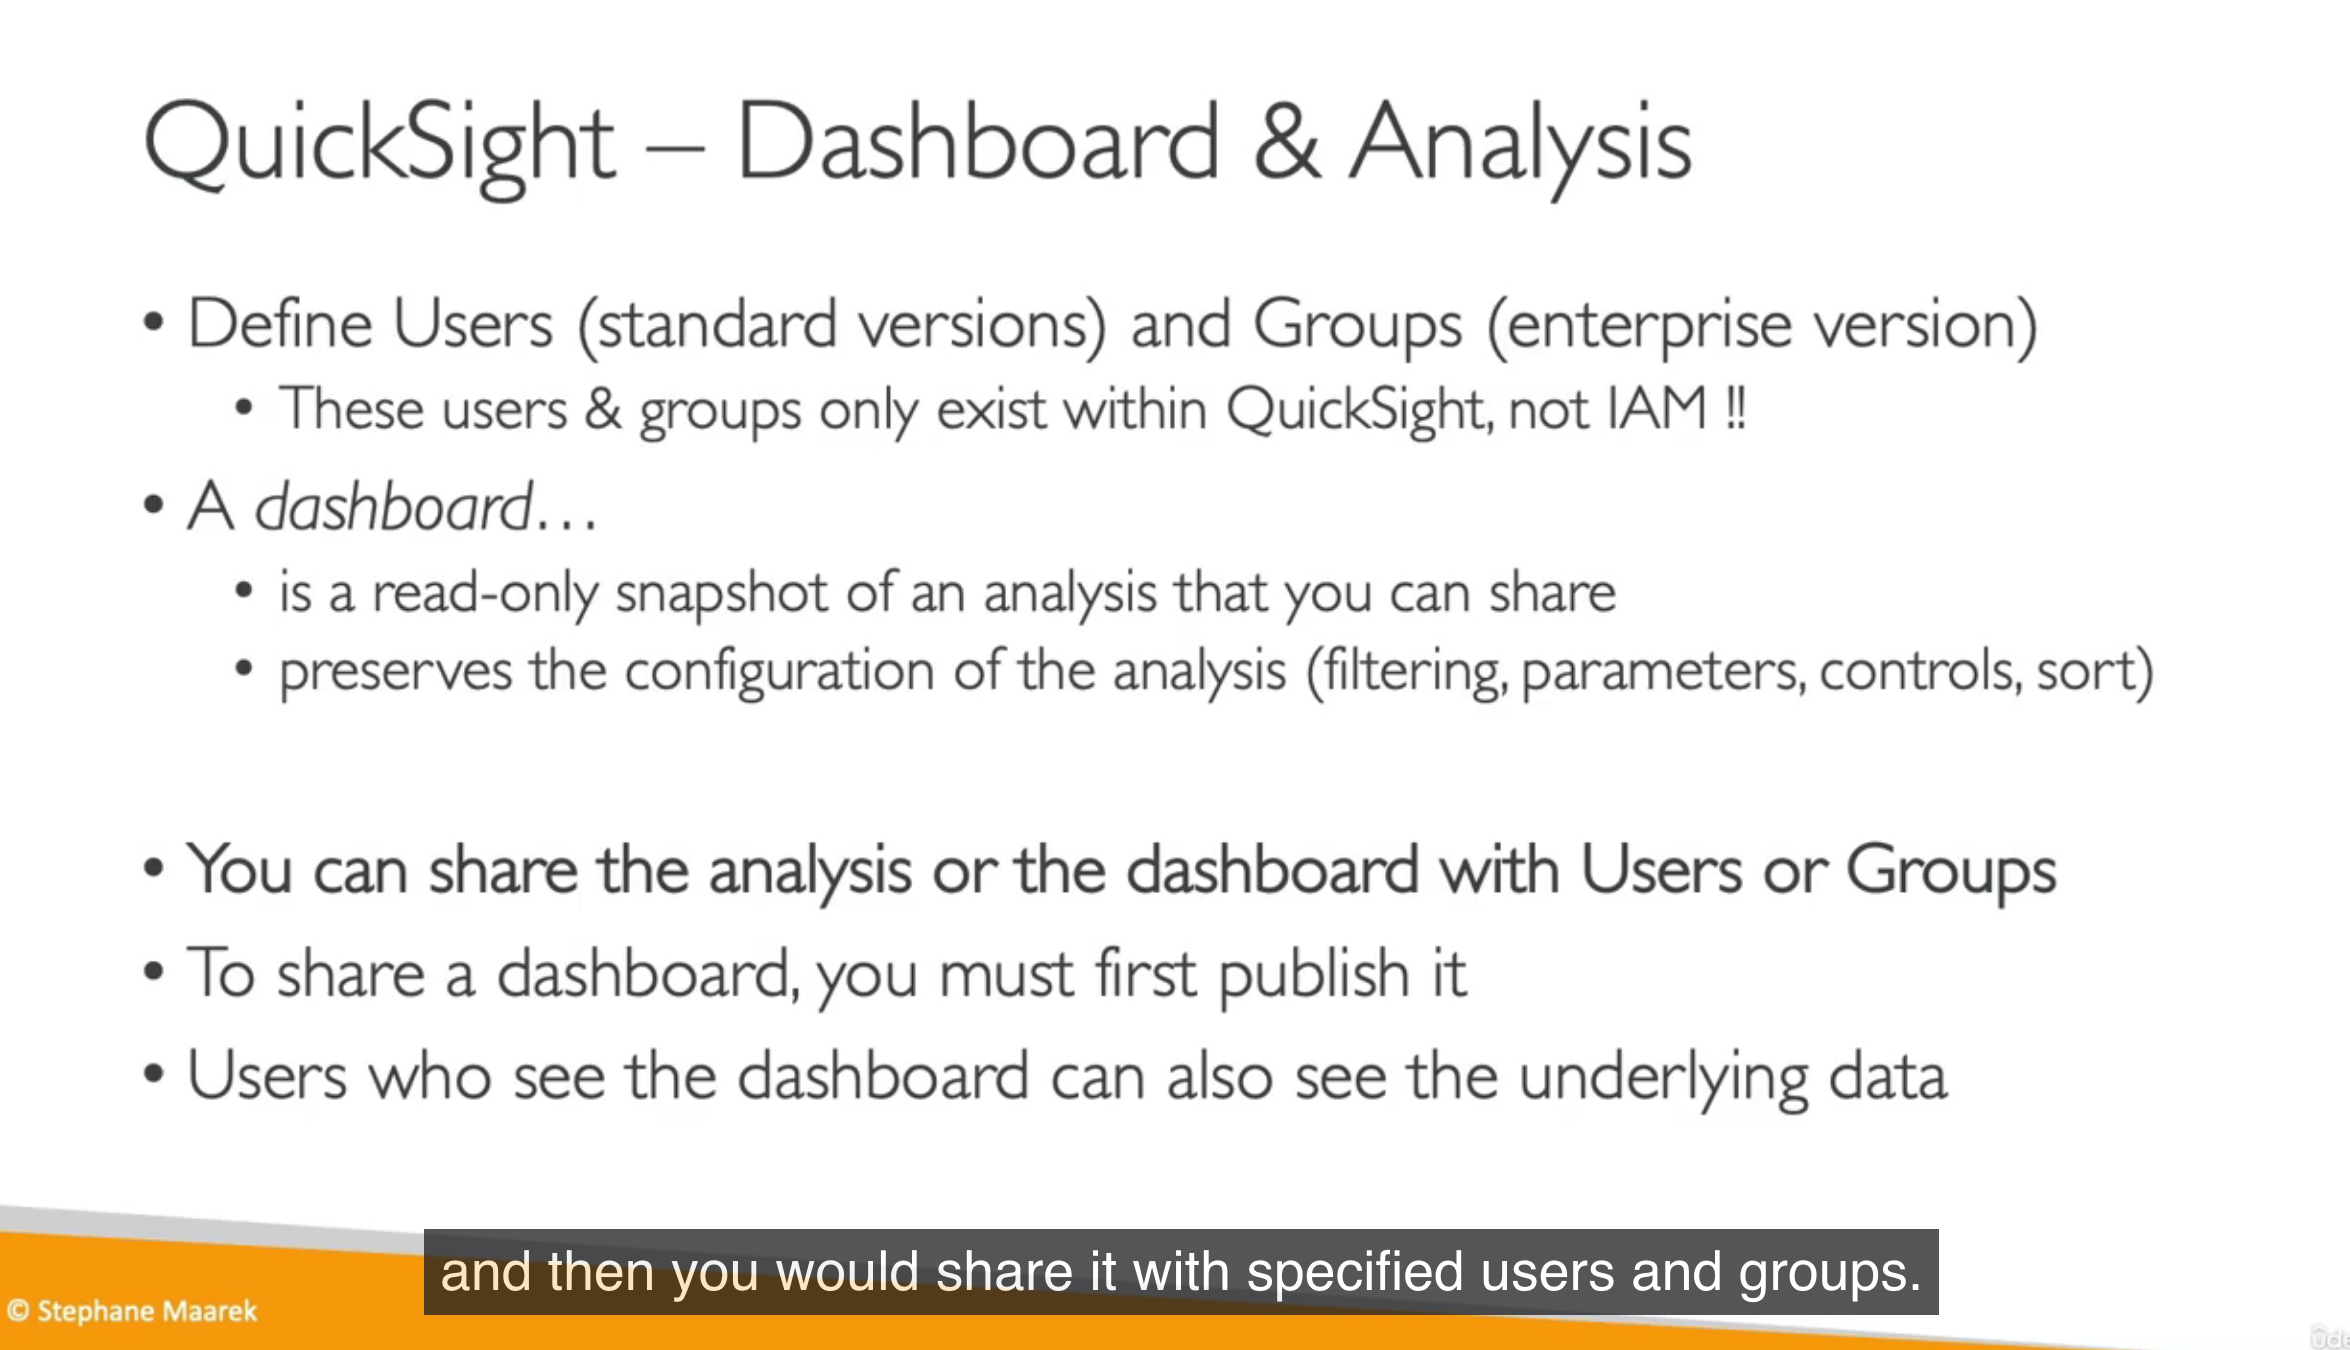 QuickSight – Dashboard & Analysis
• Define Users (standard versions) and Groups (enterprise version)
• These users & groups only exist within QuickSight, not IAM !!
• A dashboard…
• is a read-only snapshot of an analysis that you can share
• preserves the configuration of the analysis (filtering, parameters, controls, sort)
• You can share the analysis or the dashboard with Users or Groups
• To share a dashboard, you must first publish it
• Users who see the dashboard can also see the underlying data
and then you would share it with specified users and groups.
© Stephane Maarek